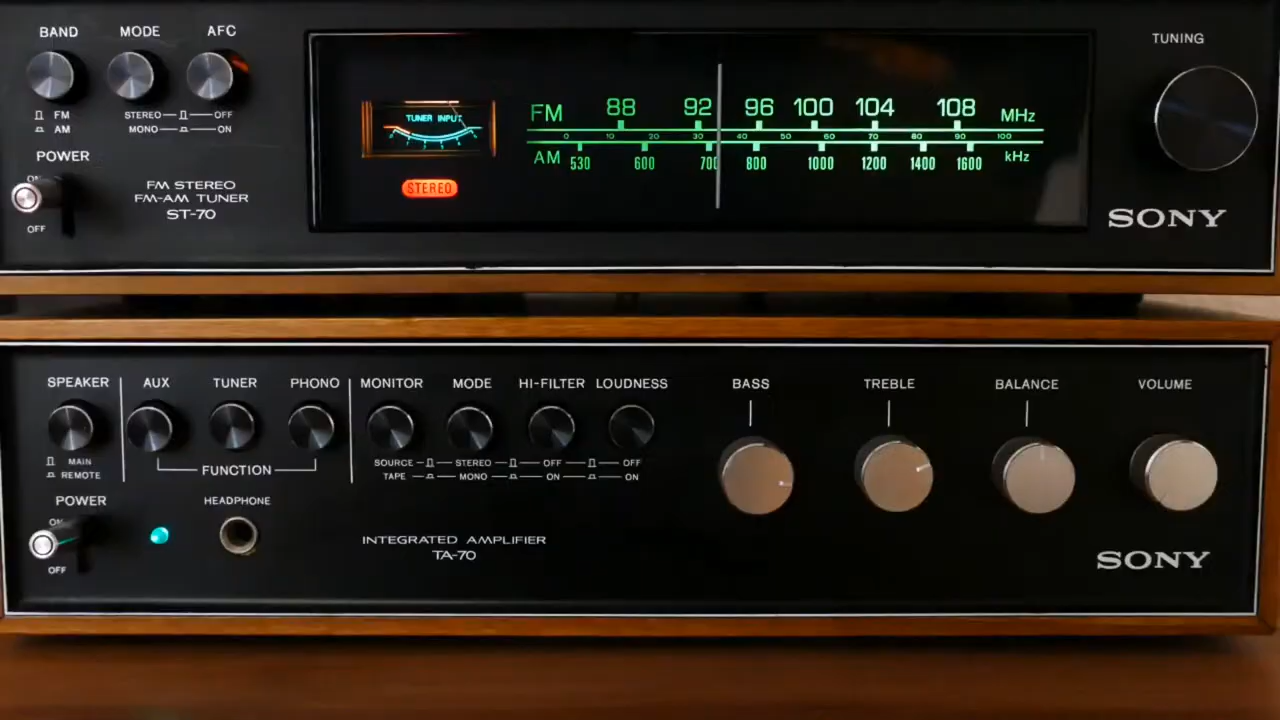 BAND MODE AFC
TUNING
FM 88 92 96 100 104 108 MHz
0 10 20 30 40 50 60 70 80 90 100
AM 530 600 700 800 1000 1200 1400 1600 kHz
TUNER INPUT
STEREO
FM STEREO OFF
AM MONO ON
POWER
ON
OFF
FM STEREO
FM-AM TUNER
ST-70
SONY
SPEAKER AUX TUNER PHONO MONITOR MODE HI-FILTER LOUDNESS BASS TREBLE BALANCE VOLUME
MAIN FUNCTION SOURCE STEREO OFF OFF
REMOTE TAPE MONO ON ON
POWER HEADPHONE
ON
OFF
INTEGRATED AMPLIFIER
TA-70
SONY